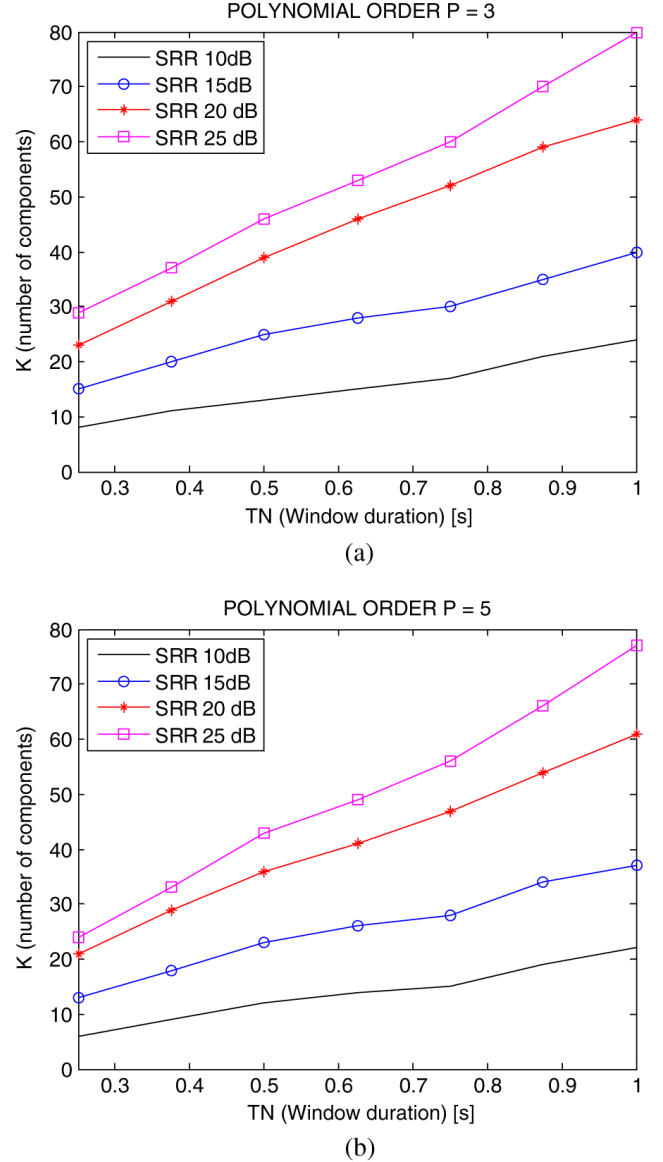 POLYNOMIAL ORDER P = 3
80
70
60
50
40
30
20
10
0
K (number of components)
SRR 10dB
SRR 15dB
SRR 20 dB
SRR 25 dB
0.3 0.4 0.5 0.6 0.7 0.8 0.9 1
TN (Window duration) [s]
(a)
POLYNOMIAL ORDER P = 5
80
70
60
50
40
30
20
10
0
K (number of components)
SRR 10dB
SRR 15dB
SRR 20 dB
SRR 25 dB
0.3 0.4 0.5 0.6 0.7 0.8 0.9 1
TN (Window duration) [s]
(b)